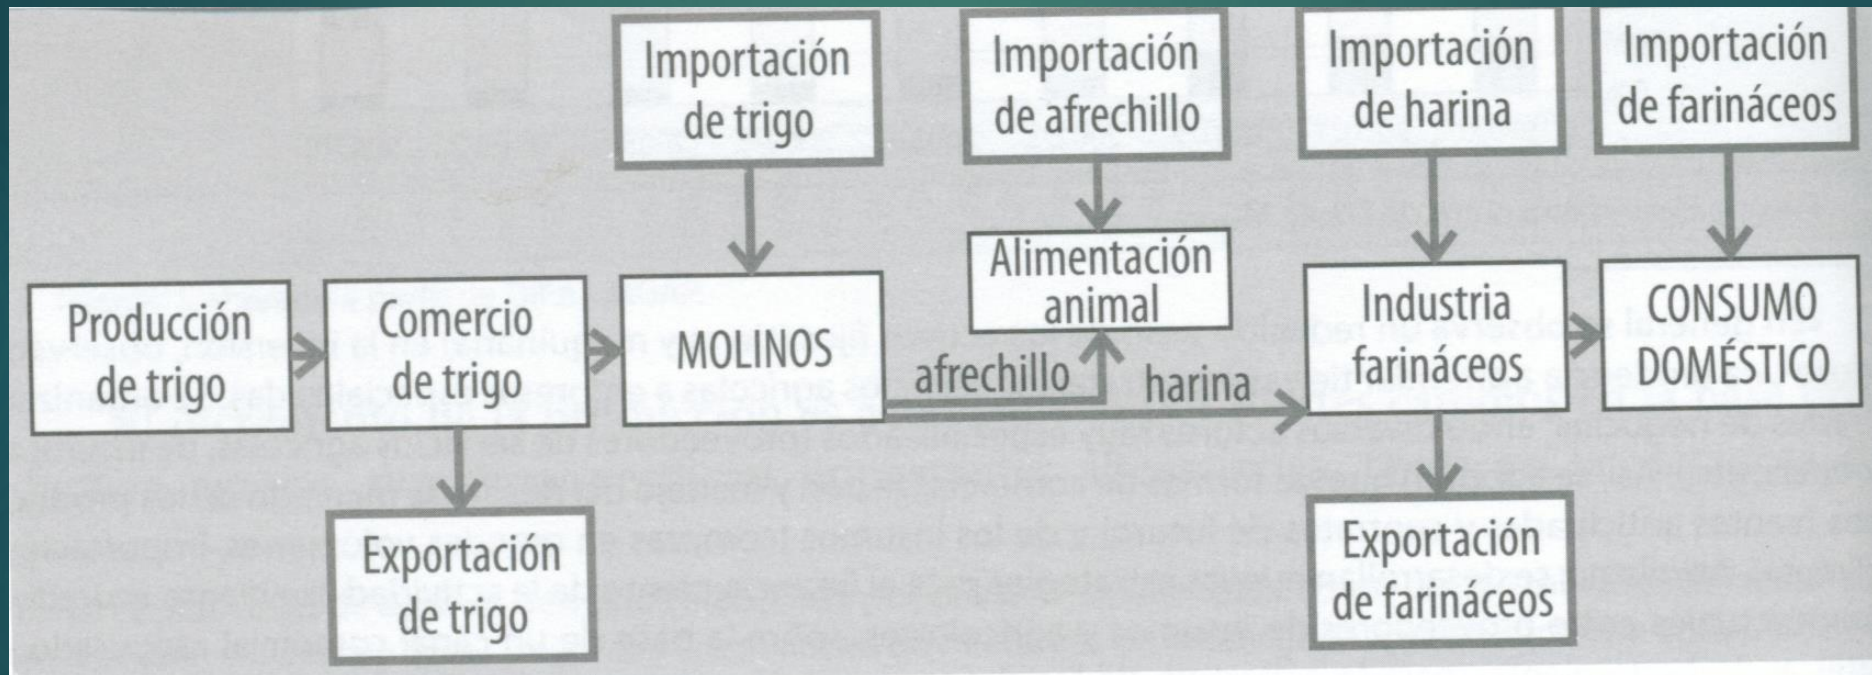 Importación
de trigo
Importación
de afrechillo
Importación
de harina
Importación
de farináceos
Producción
de trigo
Comercio
de trigo
MOLINOS
Alimentación
animal
afrechillo
harina
Industria
farináceos
CONSUMO
DOMÉSTICO
Exportación
de trigo
Exportación
de farináceos